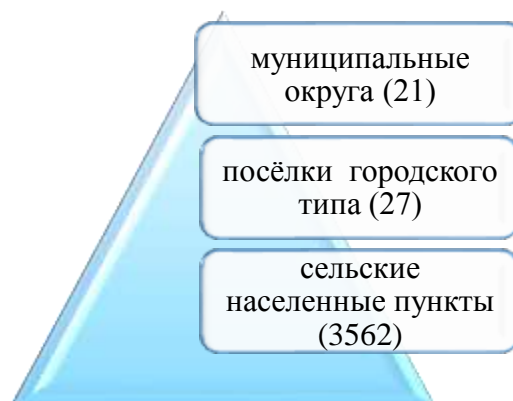 муниципальные
округа (21)
посёлки городского
типа (27)
сельские
населенные пункты
(3562)